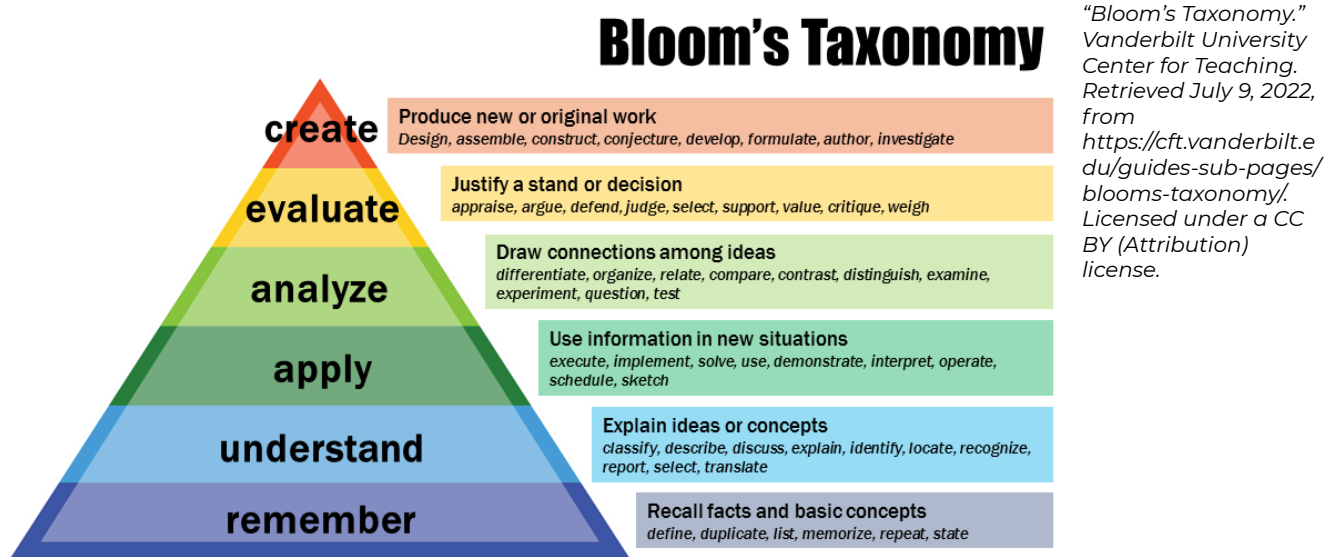 Bloom's Taxonomy
create
Produce new or original work
Design, assemble, construct, conjecture, develop, formulate, author, investigate
evaluate
Justify a stand or decision
appraise, argue, defend, judge, select, support, value, critique, weigh
analyze
Draw connections among ideas
differentiate, organize, relate, compare, contrast, distinguish, examine,
experiment, question, test
apply
Use information in new situations
execute, implement, solve, use, demonstrate, interpret, operate,
schedule, sketch
understand
Explain ideas or concepts
classify, describe, discuss, explain, identify, locate, recognize,
report, select, translate
remember
Recall facts and basic concepts
define, duplicate, list, memorize, repeat, state
“Bloom’s Taxonomy.”
Vanderbilt University
Center for Teaching.
Retrieved July 9, 2022,
from
https://cft.vanderbilt.e
du/guides-sub-pages/
blooms-taxonomy/.
Licensed under a CC
BY (Attribution)
license.